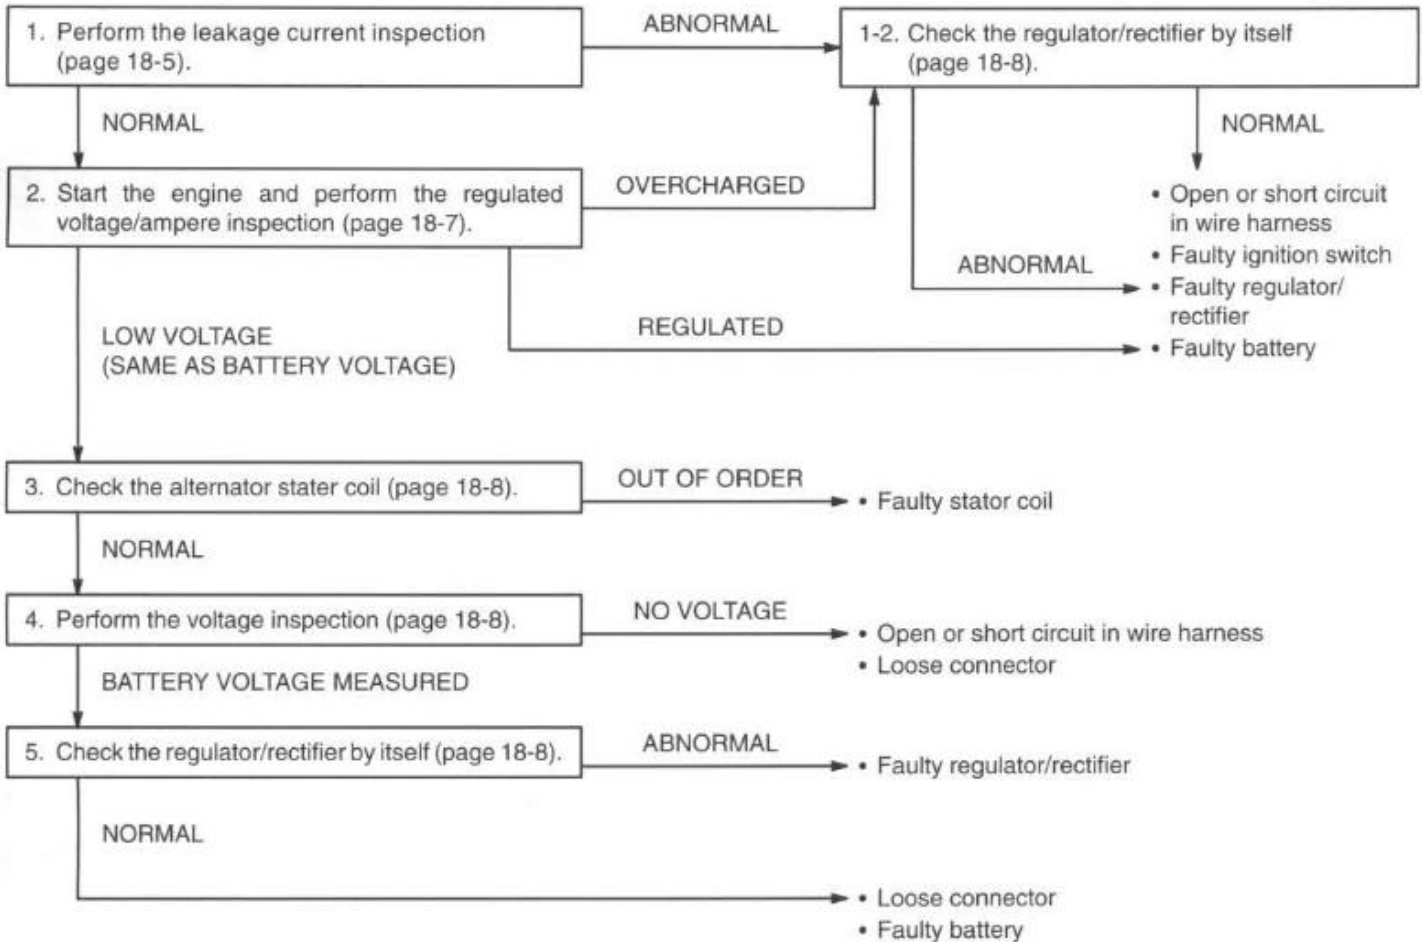 1. Perform the leakage current inspection
(page 18-5).
ABNORMAL
1-2. Check the regulator/rectifier by itself
(page 18-8).
NORMAL
NORMAL
2. Start the engine and perform the regulated
voltage/ampere inspection (page 18-7).
OVERCHARGED
• Open or short circuit
in wire harness
• Faulty ignition switch
ABNORMAL
• Faulty regulator/
rectifier
REGULATED
• Faulty battery
LOW VOLTAGE
(SAME AS BATTERY VOLTAGE)
3. Check the alternator stater coil (page 18-8).
OUT OF ORDER
• Faulty stator coil
NORMAL
4. Perform the voltage inspection (page 18-8).
NO VOLTAGE
• Open or short circuit in wire harness
• Loose connector
BATTERY VOLTAGE MEASURED
5. Check the regulator/rectifier by itself (page 18-8).
ABNORMAL
• Faulty regulator/rectifier
NORMAL
• Loose connector
• Faulty battery